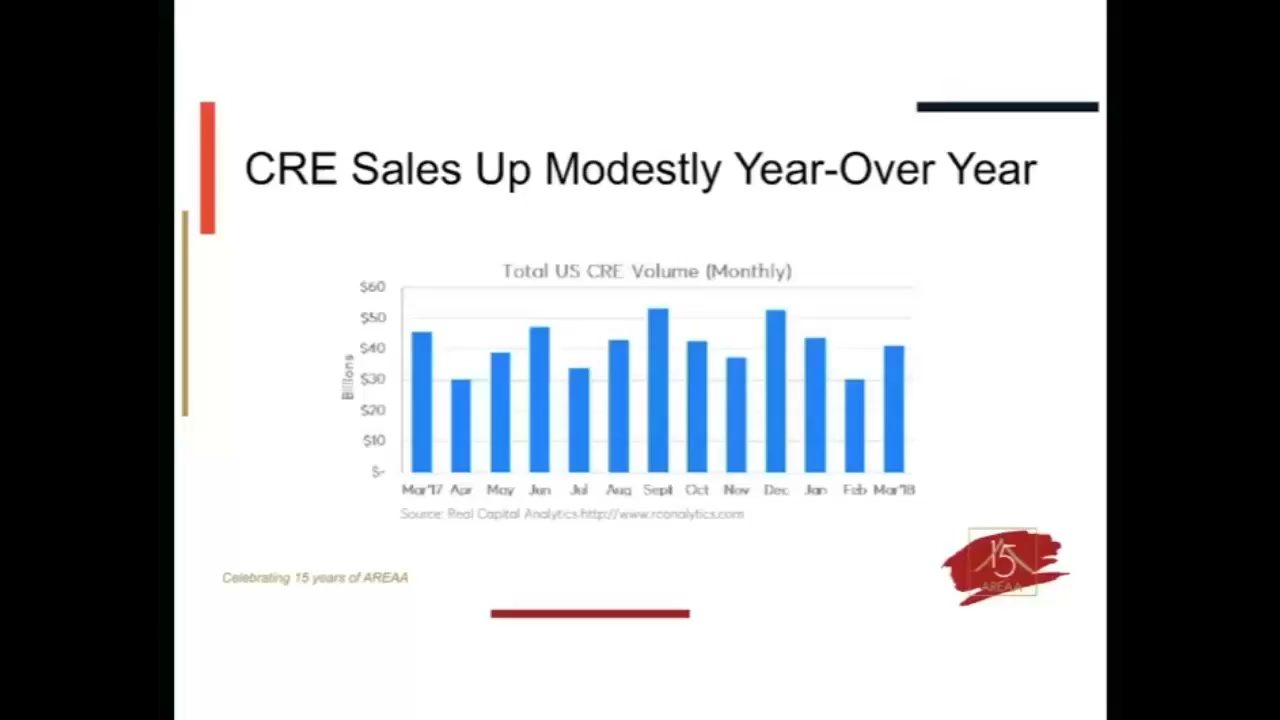 CRE Sales Up Modestly Year-Over Year
Total US CRE Volume (Monthly)
$60
$50
$40
$30
$20
$10
$-
Billions
Mar'17 Apr May Jun Jul Aug Sept Oct Nov Dec Jan Feb Mar'18
Source: Real Capital Analytics http://www.rcanalytics.com
Celebrating 15 years of AREAA
15
AREAA